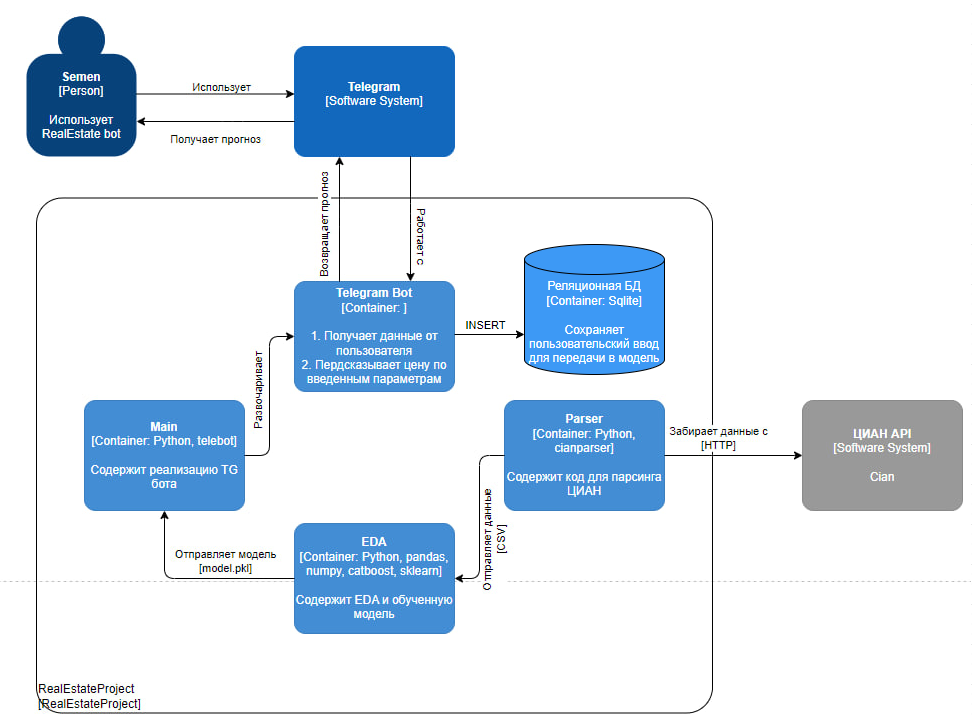 Semen
[Person]
Использует
RealEstate bot
Использует
Получает прогноз
Telegram
[Software System]
Возвращает прогноз
Работает с
Telegram Bot
[Container: ]
1. Получает данные от
пользователя
2. Пердсказывает цену по
введенным параметрам
INSERT
Реляционная БД
[Container: Sqlite]
Сохраняет
пользовательский ввод
для передачи в модель
Развочаривает
Main
[Container: Python, telebot]
Содержит реализацию TG
бота
Parser
[Container: Python,
cianparser]
Содержит код для парсинга
ЦИАН
Забирает данные с
[HTTP]
ЦИАН API
[Software System]
Cian
Отправляет данные
[CSV]
EDA
[Container: Python, pandas,
numpy, catboost, sklearn]
Содержит EDA и обученную
модель
Отправляет модель
[model.pkl]
RealEstateProject
[RealEstateProject]